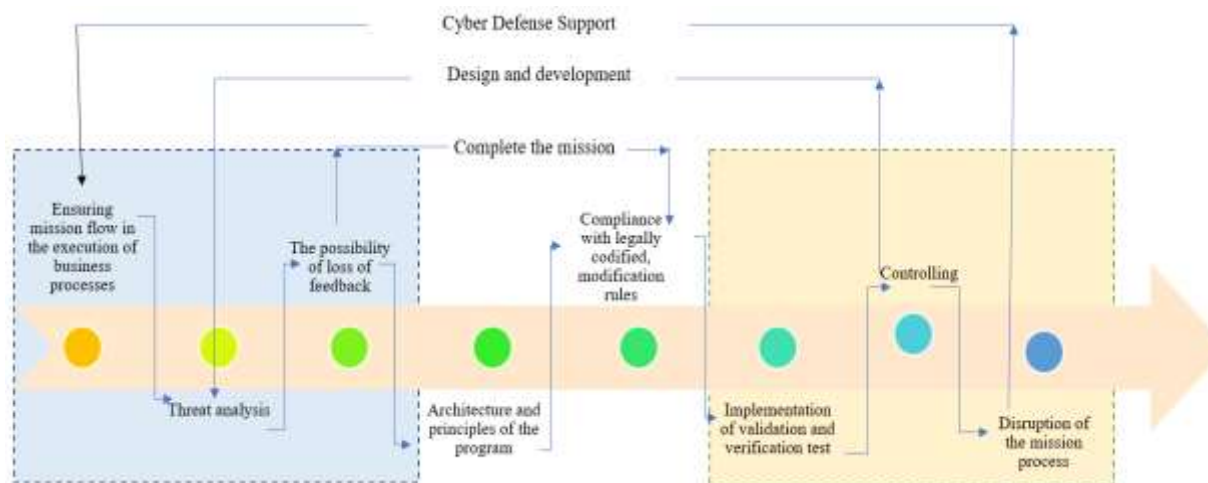 Cyber Defense Support
Design and development
Complete the mission
Ensuring
mission flow in
the execution of
business
processes
The possibility
of loss of
feedback
Compliance
with legally
codified,
modification
rules
Controlling
Threat analysis
Architecture and
principles of the
program
Implementation
of validation and
verification test
Disruption of
the mission
process